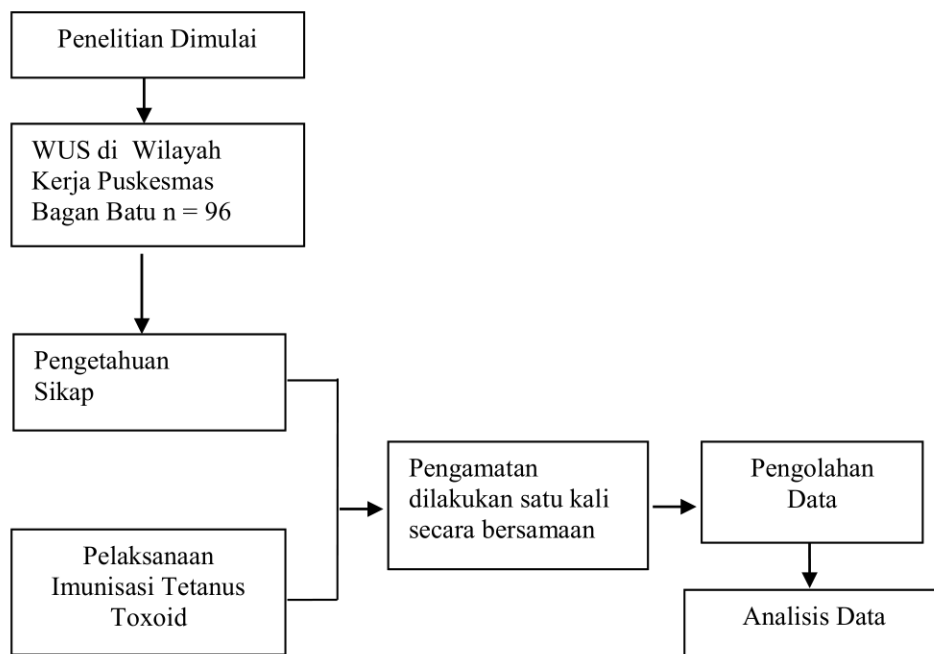 Penelitian Dimulai
WUS di Wilayah
Kerja Puskesmas
Bagan Batu n = 96
Pengetahuan
Sikap
Pelaksanaan
Imunisasi Tetanus
Toxoid
Pengamatan
dilakukan satu kali
secara bersamaan
Pengolahan
Data
Analisis Data